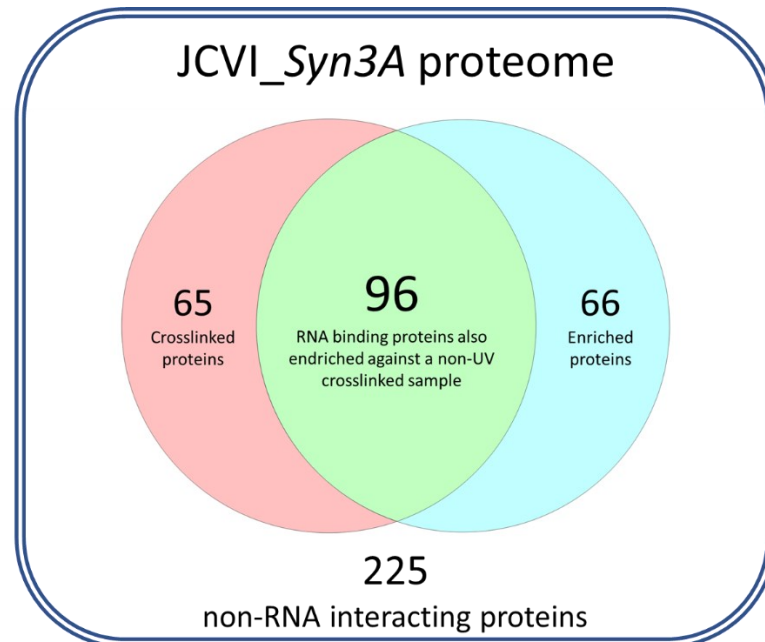 JCVI_Syn3A proteome
65
Crosslinked
proteins
96
RNA binding proteins also
endriched against a non-UV
crosslinked sample
66
Enriched
proteins
225
non-RNA interacting proteins